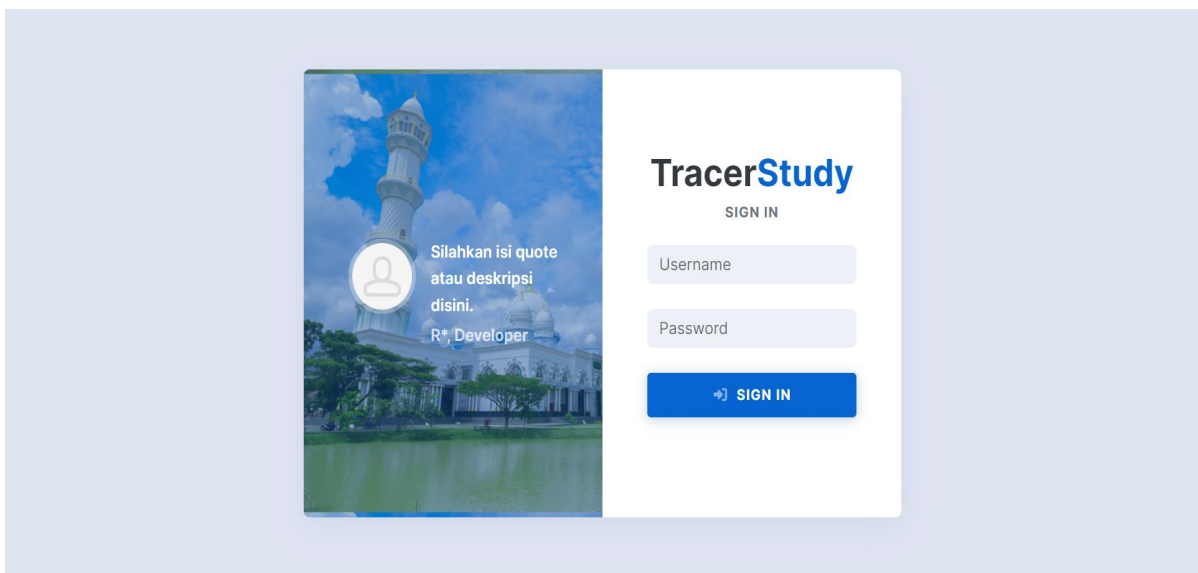 Silahkan isi quote
atau deskripsi
disini.
R*, Developer
TracerStudy
SIGN IN
Username
Password
SIGN IN